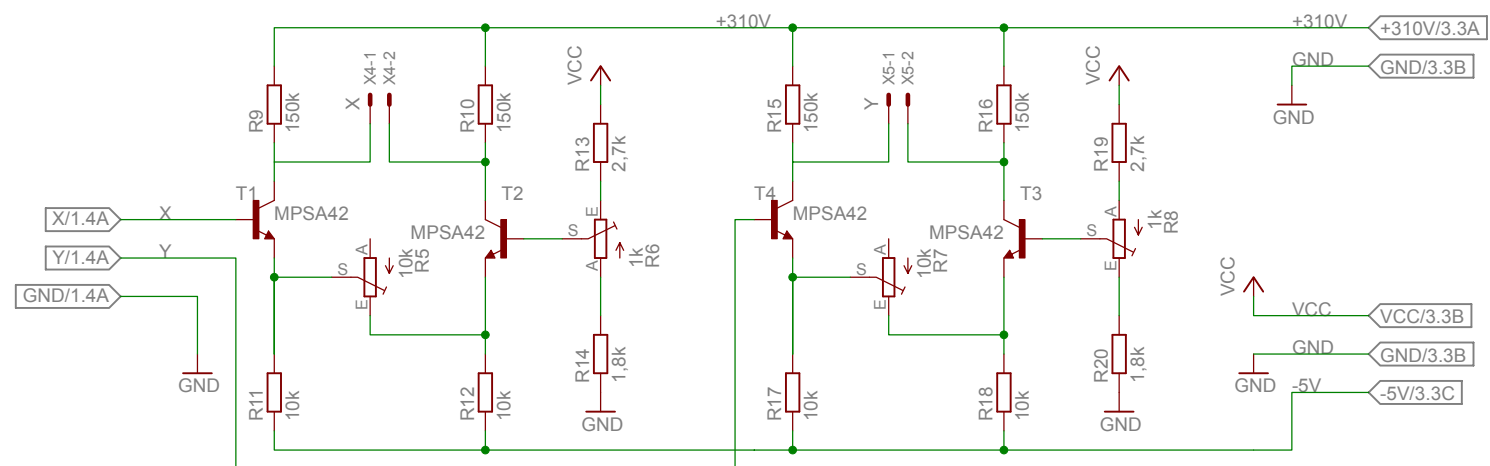 +310V
+310V
+310V/3.3A
GND
GND/3.3B
GND
X4-1
X4-2
X
VCC
R9
150k
R10
150k
R13
2,7k
X5-1
X5-2
Y
VCC
R15
150k
R16
150k
R19
2,7k
T1
MPSA42
T2
MPSA42
T4
MPSA42
T3
MPSA42
X/1.4A
X
Y/1.4A
Y
GND/1.4A
GND
S
A
E
10k
R5
S
E
A
1k
R6
S
A
E
10k
R7
S
A
E
1k
R8
R11
10k
R12
10k
R14
1,8k
GND
R17
10k
R18
10k
R20
1,8k
GND
VCC
VCC
VCC/3.3B
GND
GND/3.3B
GND
-5V
-5V/3.3C